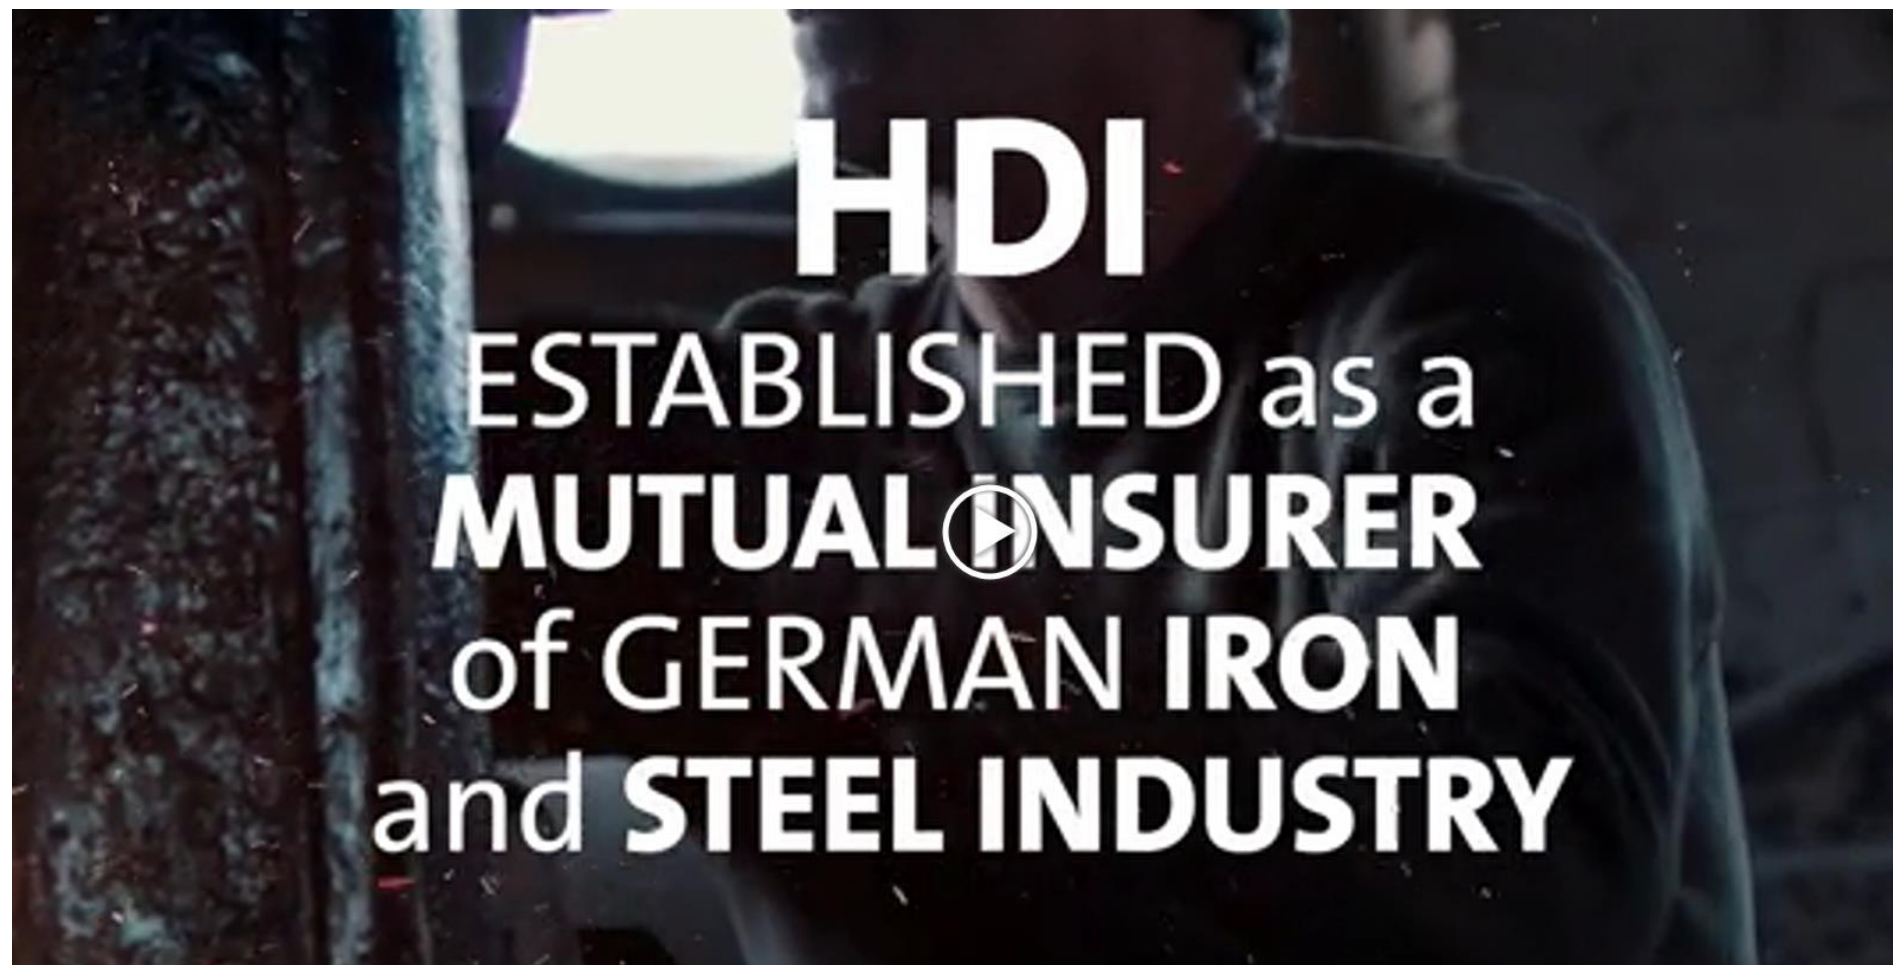 HDI
ESTABLISHED as a
MUTUAL INSURER
of GERMAN IRON
and STEEL INDUSTRY